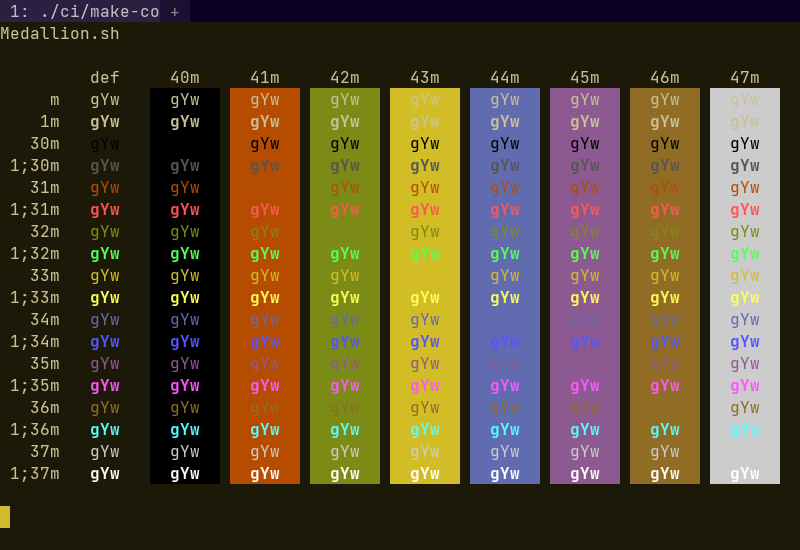 1: ./ci/make-co +
Medallion.sh
def 40m 41m 42m 43m 44m 45m 46m 47m
m gYw gYw gYw gYw gYw gYw gYw gYw gYw
1m gYw gYw gYw gYw gYw gYw gYw gYw gYw
30m gYw gYw gYw gYw gYw gYw gYw gYw
1;30m gYw gYw gYw gYw gYw gYw gYw gYw gYw
31m gYw gYw gYw gYw gYw gYw gYw gYw
1;31m gYw gYw gYw gYw gYw gYw gYw gYw gYw
32m gYw gYw gYw gYw gYw gYw gYw gYw
1;32m gYw gYw gYw gYw gYw gYw gYw gYw gYw
33m gYw gYw gYw gYw gYw gYw gYw gYw
1;33m gYw gYw gYw gYw gYw gYw gYw gYw gYw
34m gYw gYw gYw gYw gYw gYw gYw gYw
1;34m gYw gYw gYw gYw gYw gYw gYw gYw gYw
35m gYw gYw gYw gYw gYw gYw gYw gYw
1;35m gYw gYw gYw gYw gYw gYw gYw gYw gYw
36m gYw gYw gYw gYw gYw gYw gYw gYw
1;36m gYw gYw gYw gYw gYw gYw gYw gYw gYw
37m gYw gYw gYw gYw gYw gYw gYw gYw
1;37m gYw gYw gYw gYw gYw gYw gYw gYw gYw